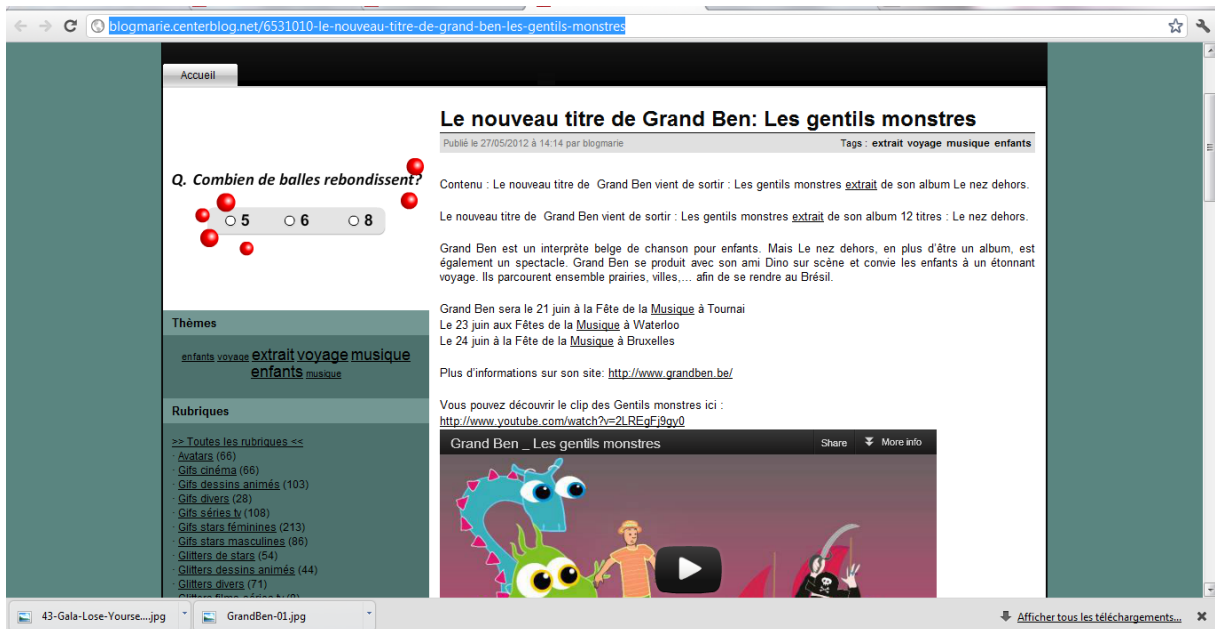 blogmarie.centerblog.net/6531010-le-nouveau-titre-de-grand-ben-les-gentils-monstres
Accueil
Q. Combien de balles rebondissent?
5 6 8
Thèmes
enfants voyage extrait voyage musique
enfants musique
Rubriques
>> Toutes les rubriques <<
· Avatars (66)
· Gifs cinéma (66)
· Gifs dessins animés (103)
· Gifs divers (28)
· Gifs séries tv (108)
· Gifs stars féminines (213)
· Gifs stars masculines (86)
· Glitters de stars (54)
· Glitters dessins animés (44)
· Glitters divers (71)
Le nouveau titre de Grand Ben: Les gentils monstres
Publié le 27/05/2012 à 14:14 par blogmarie
Tags : extrait voyage musique enfants
Contenu : Le nouveau titre de Grand Ben vient de sortir : Les gentils monstres extrait de son album Le nez dehors.
Le nouveau titre de Grand Ben vient de sortir : Les gentils monstres extrait de son album 12 titres : Le nez dehors.
Grand Ben est un interprète belge de chanson pour enfants. Mais Le nez dehors, en plus d'être un album, est
également un spectacle. Grand Ben se produit avec son ami Dino sur scène et convie les enfants à un étonnant
voyage. Ils parcourent ensemble prairies, villes,… afin de se rendre au Brésil.
Grand Ben sera le 21 juin à la Fête de la Musique à Tournai
Le 23 juin aux Fêtes de la Musique à Waterloo
Le 24 juin à la Fête de la Musique à Bruxelles
Plus d'informations sur son site: http://www.grandben.be/
Vous pouvez découvrir le clip des Gentils monstres ici :
http://www.youtube.com/watch?v=2LREgFj9gy0
Grand Ben _ Les gentils monstres
Share More info
43-Gala-Lose-Yourse....jpg
GrandBen-01.jpg
Afficher tous les téléchargements...